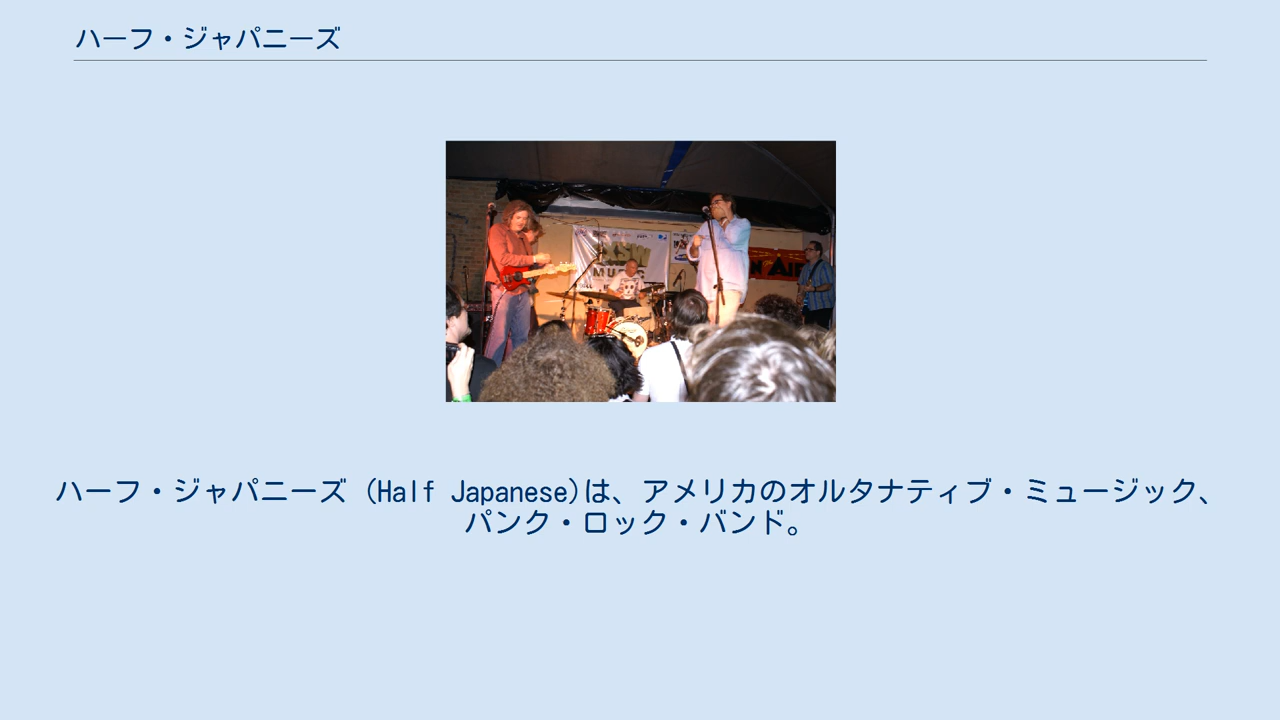 ハーフ・ジャパニーズ
MUSIC
ハーフ・ジャパニーズ (Half Japanese)は、アメリカのオルタナティブ・ミュージック、
パンク・ロック・バンド。